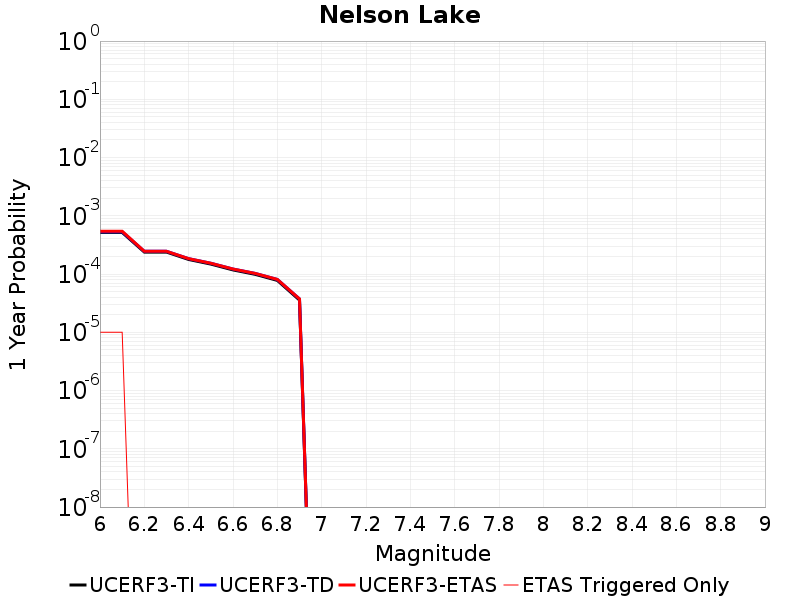 Nelson Lake
1 Year Probability
10^0
10^-1
10^-2
10^-3
10^-4
10^-5
10^-6
10^-7
10^-8
6 6.2 6.4 6.6 6.8 7 7.2 7.4 7.6 7.8 8 8.2 8.4 8.6 8.8 9
Magnitude
UCERF3-TI UCERF3-TD UCERF3-ETAS ETAS Triggered Only